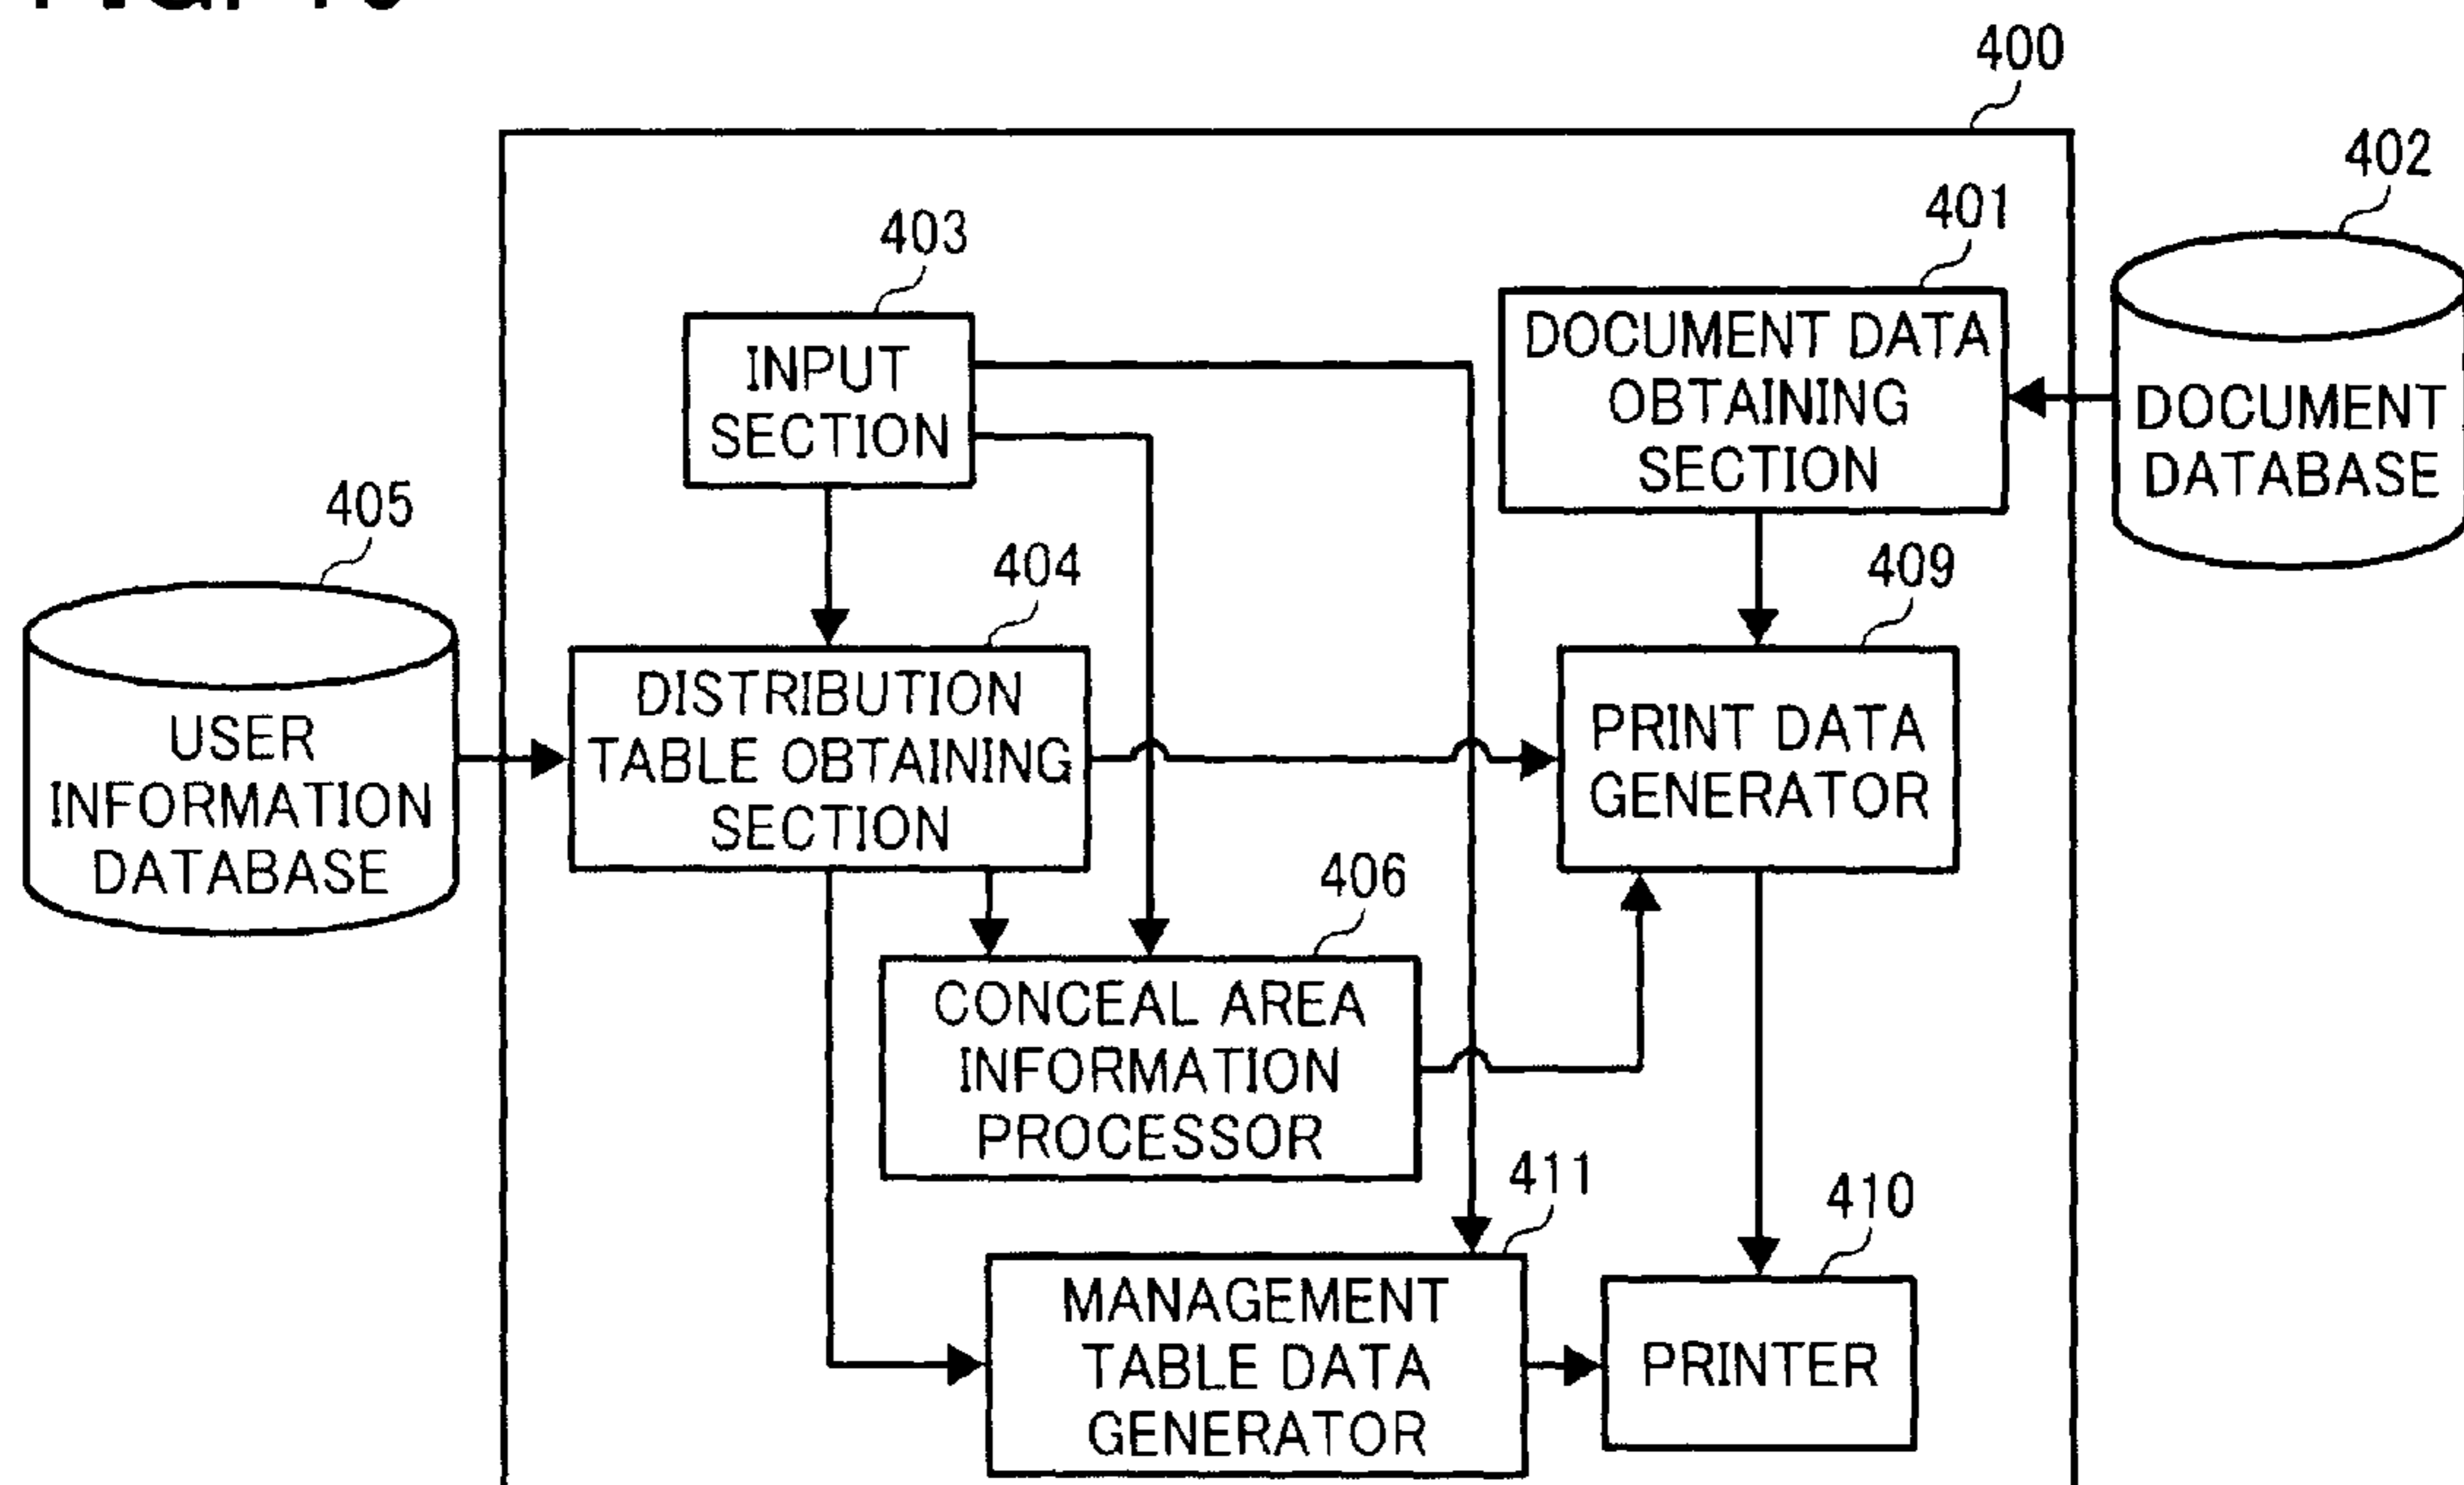 400
402
401
403
INPUT
SECTION
DOCUMENT DATA
OBTAINING
SECTION
DOCUMENT
DATABASE
405
404
409
USER
INFORMATION
DATABASE
DISTRIBUTION
TABLE OBTAINING
SECTION
PRINT DATA
GENERATOR
406
CONCEAL AREA
INFORMATION
PROCESSOR
411
410
MANAGEMENT
TABLE DATA
GENERATOR
PRINTER